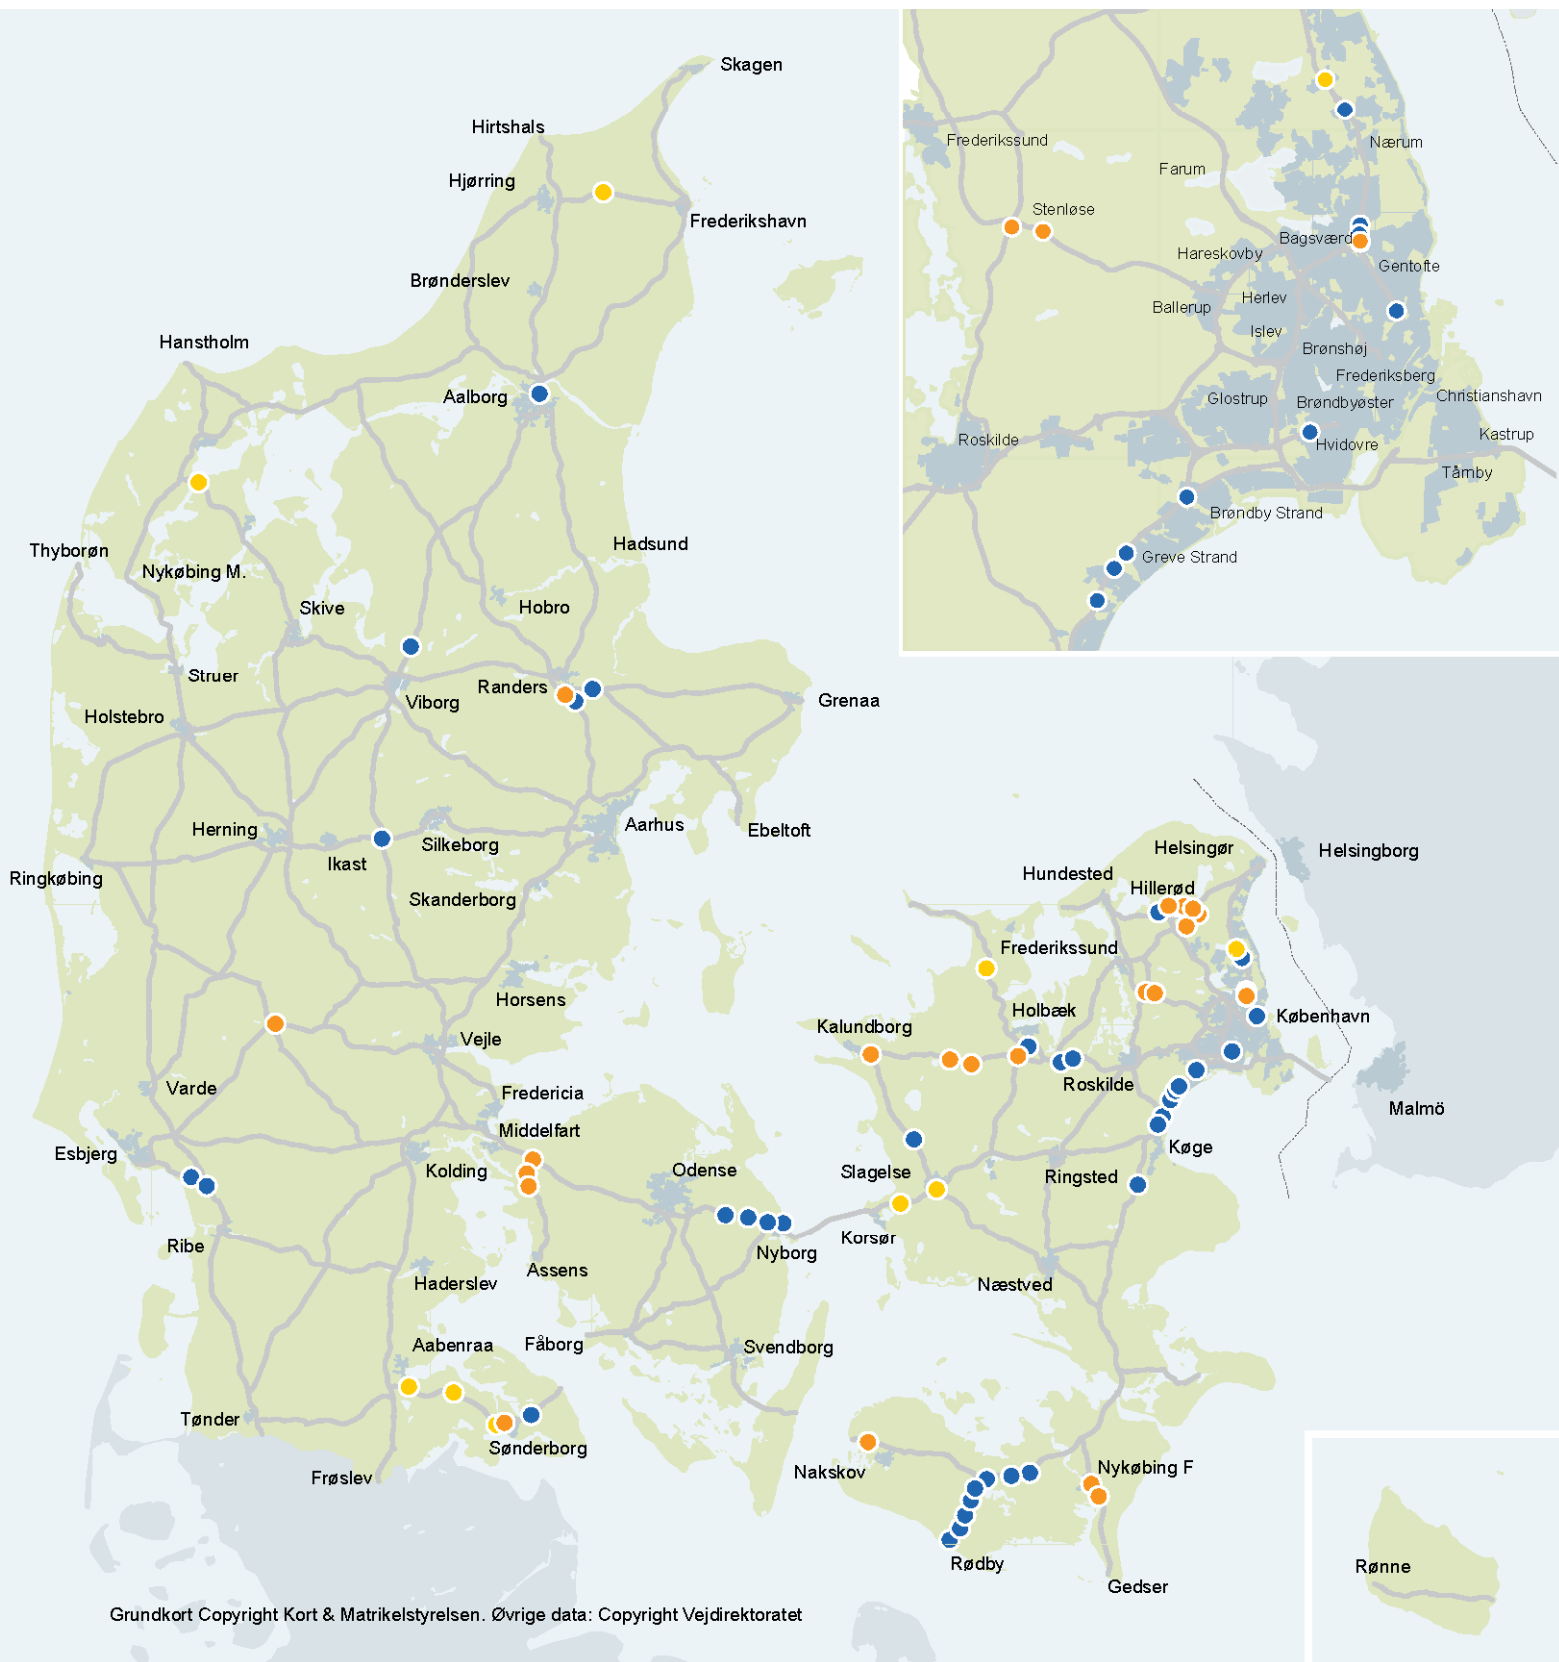 Skagen
Hirtshals
Hjørring
Frederikshavn
Brønderslev
Hanstholm
Aalborg
Thyborøn
Nykøbing M.
Hadsund
Skive
Hobro
Struer
Viborg
Randers
Grenaa
Holstebro
Herning
Ikast
Silkeborg
Aarhus
Ebeltoft
Ringkøbing
Skanderborg
Horsens
Vejle
Varde
Fredericia
Middelfart
Esbjerg
Kolding
Odense
Ribe
Nyborg
Haderslev
Assens
Aabenraa
Fåborg
Svendborg
Tønder
Sønderborg
Frøslev
Frederikssund
Nærum
Farum
Stenløse
Bagsværd
Hareskovby
Gentofte
Ballerup
Herlev
Islev
Brønshøj
Frederiksberg
Glostrup
Brøndbyøster
Christianshavn
Roskilde
Hvidovre
Kastrup
Tårnby
Brøndby Strand
Greve Strand
Helsingør
Helsingborg
Hundested
Hillerød
Frederikssund
Holbæk
København
Kalundborg
Roskilde
Malmö
Køge
Slagelse
Ringsted
Korsør
Næstved
Nakskov
Nykøbing F
Rødby
Gedser
Rønne
Grundkort Copyright Kort & Matrikelstyrelsen. Øvrige data: Copyright Vejdirektoratet